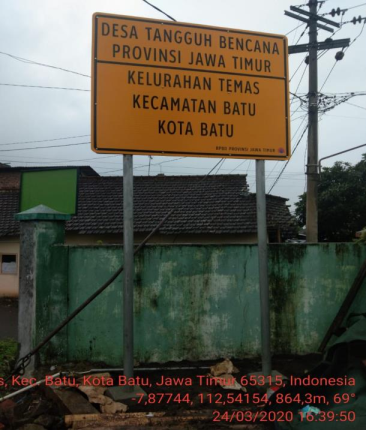 DESA TANGGUH BENCANA
PROVINSI JAWA TIMUR
KELURAHAN TEMAS
KECAMATAN BATU
KOTA BATU
BPBD PROVINSI JAWA TIMUR
s, Kec. Batu, Kota Batu, Jawa Timur 65315, Indonesia
-7,87744, 112,54154, 864,3m, 69°
24/03/2020 16:39:50